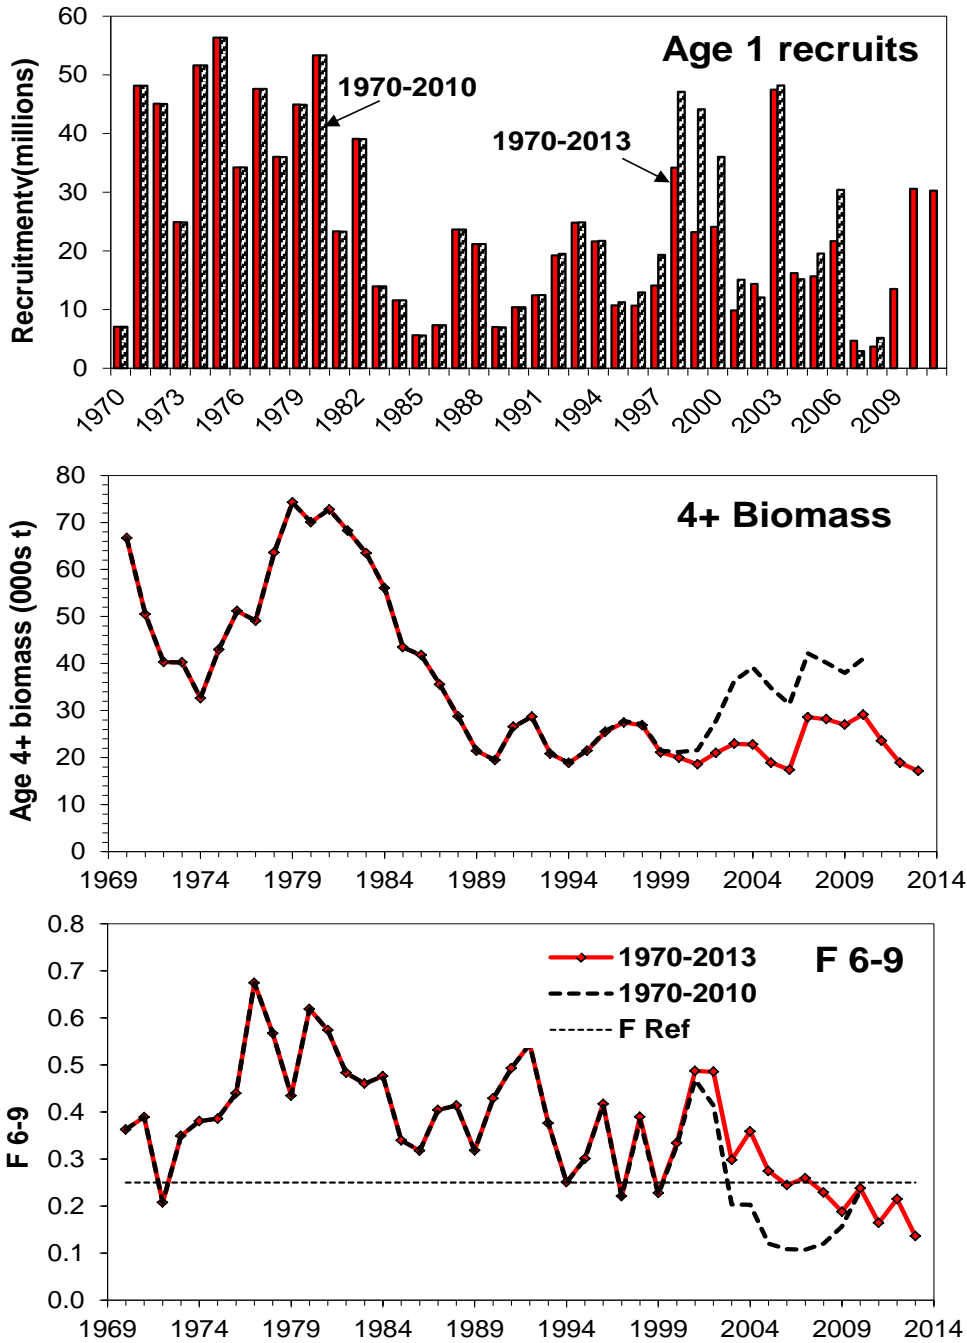 Age 1 recruits
Recruitmentv(millions)
60
50
40
30
20
10
0
1970-2010
1970-2013
1970 1973 1976 1979 1982 1985 1988 1991 1994 1997 2000 2003 2006 2009
4+ Biomass
Age 4+ biomass (000s t)
80
70
60
50
40
30
20
10
0
1969 1974 1979 1984 1989 1994 1999 2004 2009 2014
F 6-9
F 6-9
0.8
0.7
0.6
0.5
0.4
0.3
0.2
0.1
0.0
1970-2013
1970-2010
F Ref
1969 1974 1979 1984 1989 1994 1999 2004 2009 2014